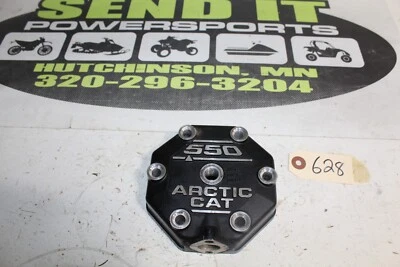 SEND IT
POWERSPORTS
HUTCHINSON, MN
320-296-3204
550
ARCTIC
CAT
628